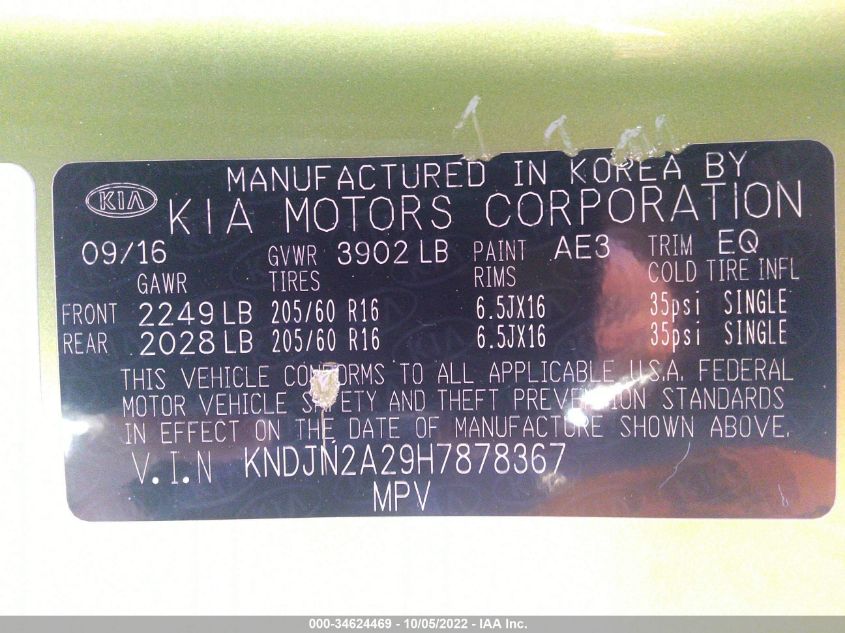 MANUFACTURED IN KOREA BY
KIA KIA MOTORS CORPORATION
09/16 GVWR 3902 LB PAINT AE3 TRIM EQ
GAWR TIRES RIMS COLD TIRE INFL
FRONT 2249 LB 205/60 R16 6.5JX16 35psi SINGLE
REAR 2028 LB 205/60 R16 6.5JX16 35psi SINGLE
THIS VEHICLE CONFORMS TO ALL APPLICABLE U.S.A. FEDERAL
MOTOR VEHICLE SAFETY AND THEFT PREVENTION STANDARDS
IN EFFECT ON THE DATE OF MANUFACTURE SHOWN ABOVE.
V.I.N KNDJN2A29H7878367
MPV
000-34624469 - 10/05/2022 - IAA Inc.